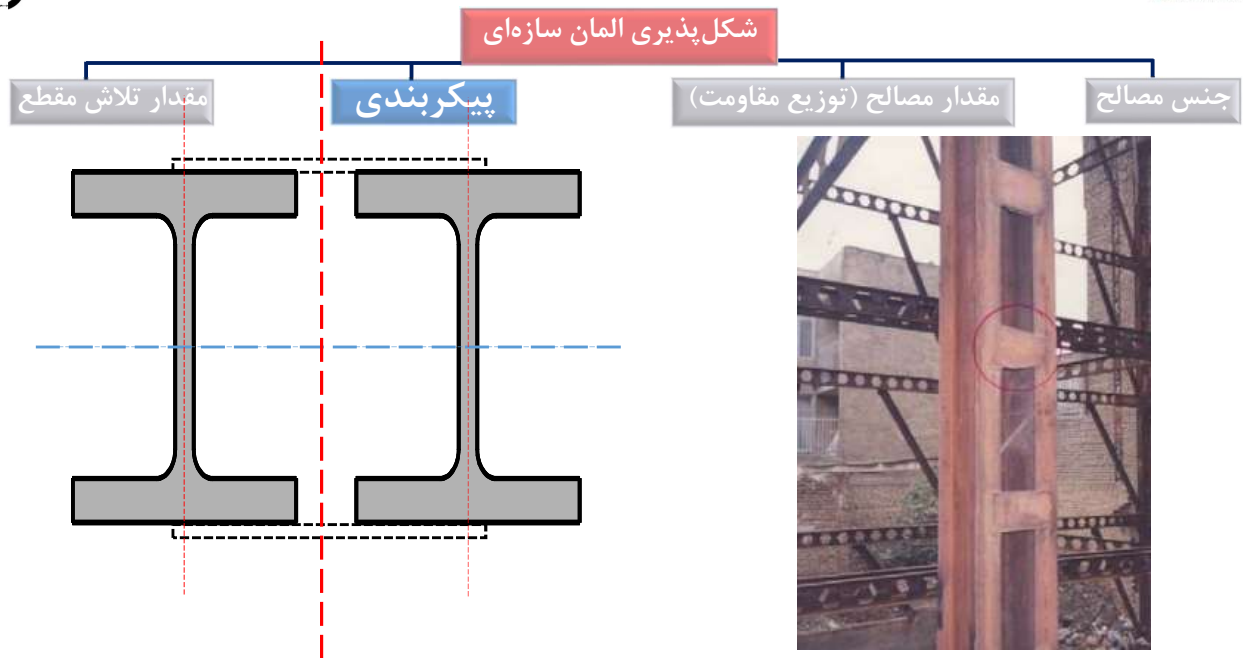 شکل‌پذیری المان سازه‌ای
جنس مصالح
مقدار مصالح (توزیع مقاومت)
پیکربندی
مقدار تلاش مقطع